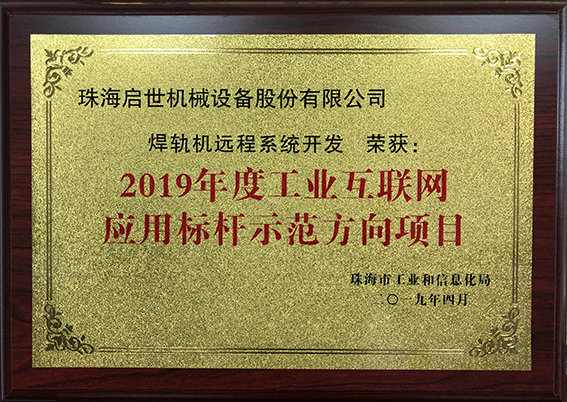 珠海启世机械设备股份有限公司
焊轨机远程系统开发 荣获：
2019年度工业互联网
应用标杆示范方向项目
珠海市工业和信息化局
二〇一九年四月